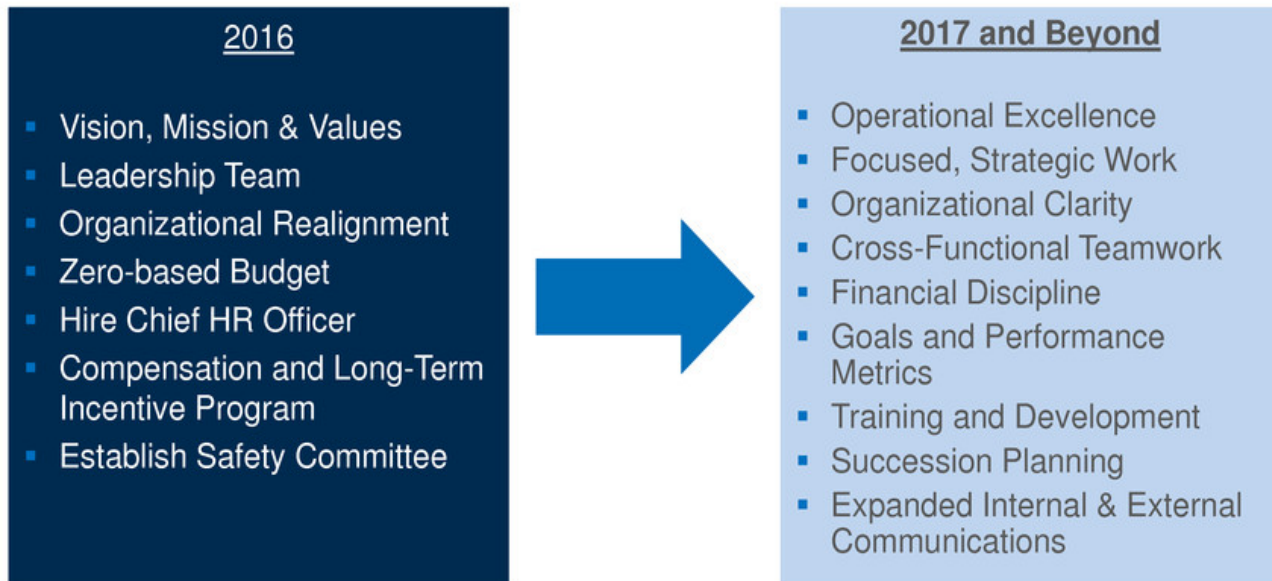 2016
▪ Vision, Mission & Values
▪ Leadership Team
▪ Organizational Realignment
▪ Zero-based Budget
▪ Hire Chief HR Officer
▪ Compensation and Long-Term
Incentive Program
▪ Establish Safety Committee
2017 and Beyond
▪ Operational Excellence
▪ Focused, Strategic Work
▪ Organizational Clarity
▪ Cross-Functional Teamwork
▪ Financial Discipline
▪ Goals and Performance
Metrics
▪ Training and Development
▪ Succession Planning
▪ Expanded Internal & External
Communications